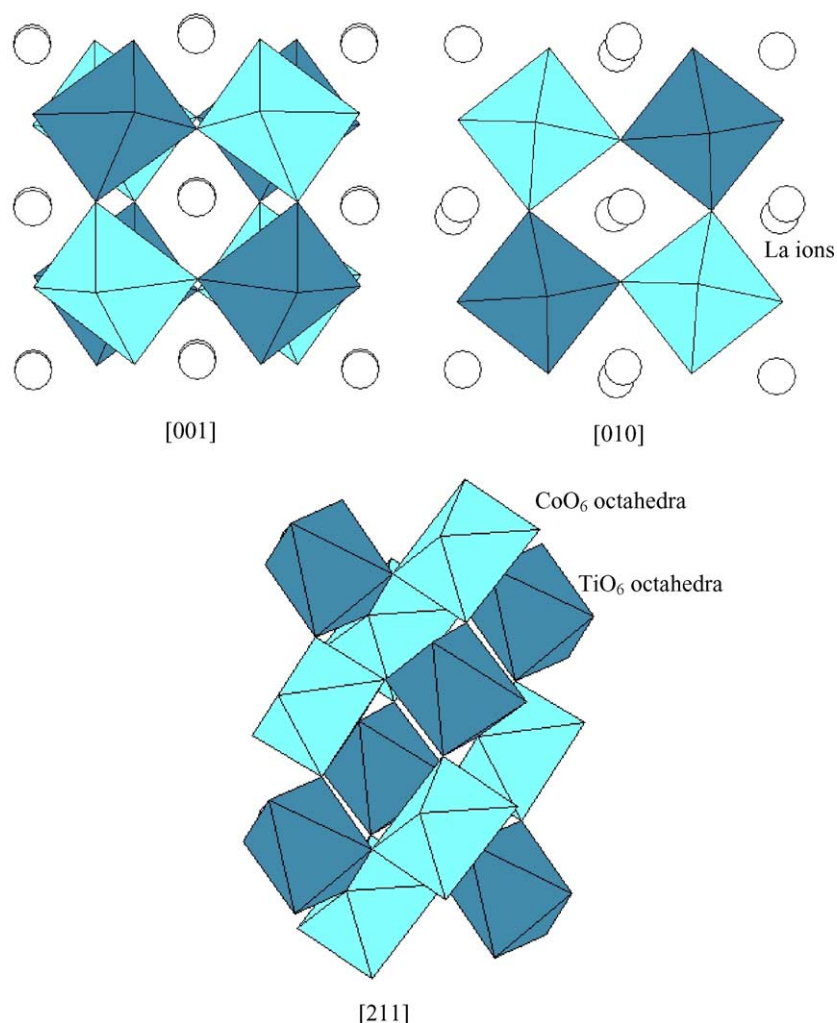 La ions
[001]
[010]
CoO₆ octahedra
TiO₆ octahedra
[211]